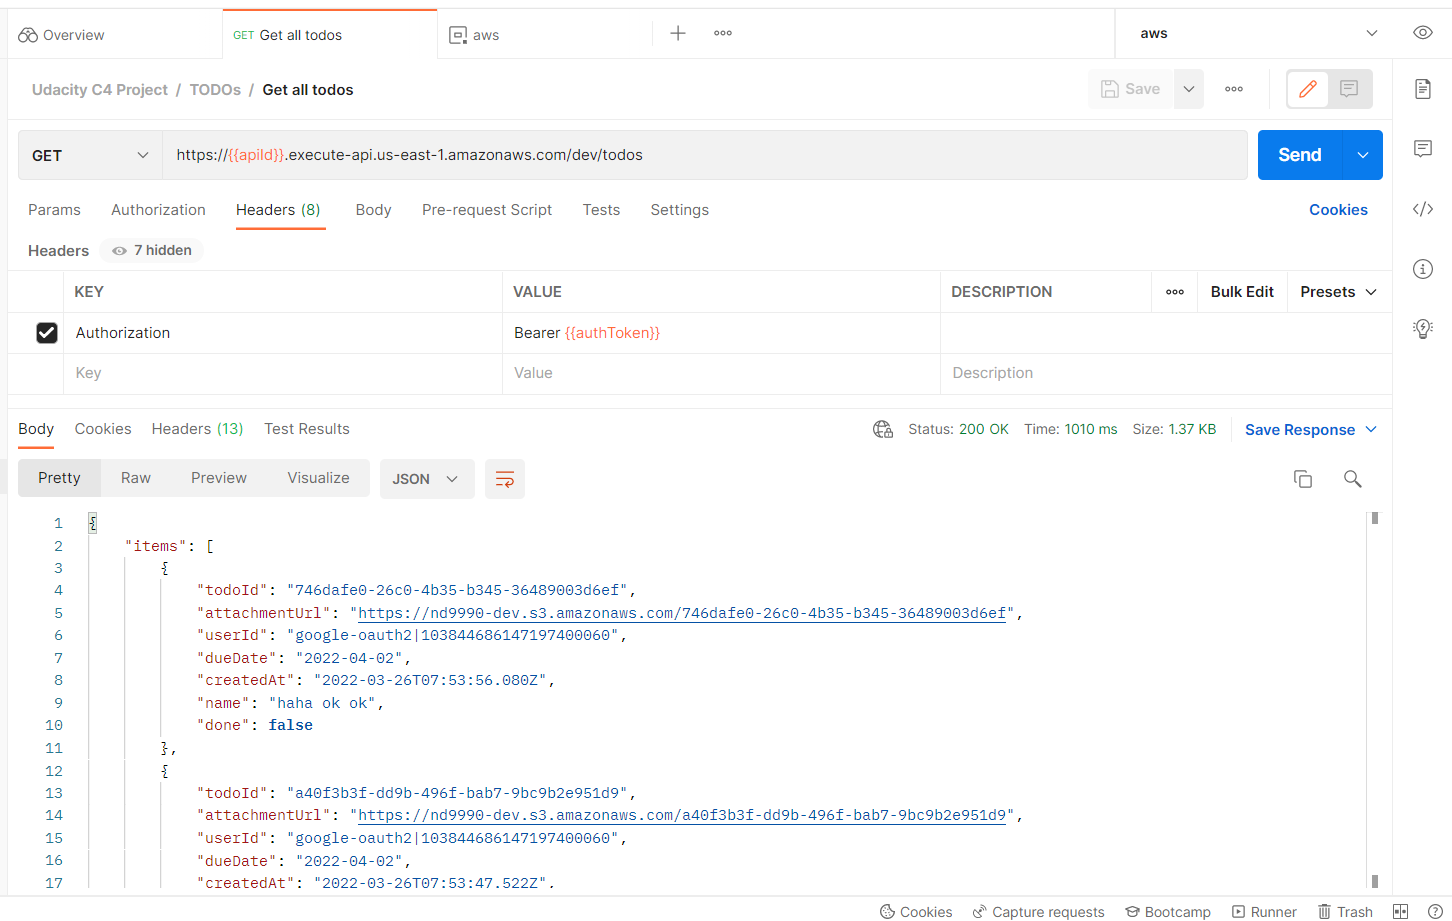 Overview
GET Get all todos
aws
aws
Udacity C4 Project / TODOs / Get all todos
Save
GET
https://{{apiId}}.execute-api.us-east-1.amazonaws.com/dev/todos
Send
Params Authorization Headers (8) Body Pre-request Script Tests Settings Cookies
Headers 7 hidden
KEY VALUE DESCRIPTION Bulk Edit Presets
Authorization Bearer {{authToken}}
Key Value Description
Body Cookies Headers (13) Test Results Status: 200 OK Time: 1010 ms Size: 1.37 KB Save Response
Pretty Raw Preview Visualize JSON
1 {
2 "items": [
3 {
4 "todoId": "746dafe0-26c0-4b35-b345-36489003d6ef",
5 "attachmentUrl": "https://nd9990-dev.s3.amazonaws.com/746dafe0-26c0-4b35-b345-36489003d6ef",
6 "userId": "google-oauth2|103844686147197400060",
7 "dueDate": "2022-04-02",
8 "createdAt": "2022-03-26T07:53:56.080Z",
9 "name": "haha ok ok",
10 "done": false
11 },
12 {
13 "todoId": "a40f3b3f-dd9b-496f-bab7-9bc9b2e951d9",
14 "attachmentUrl": "https://nd9990-dev.s3.amazonaws.com/a40f3b3f-dd9b-496f-bab7-9bc9b2e951d9",
15 "userId": "google-oauth2|103844686147197400060",
16 "dueDate": "2022-04-02",
17 "createdAt": "2022-03-26T07:53:47.522Z",
Cookies Capture requests Bootcamp Runner Trash